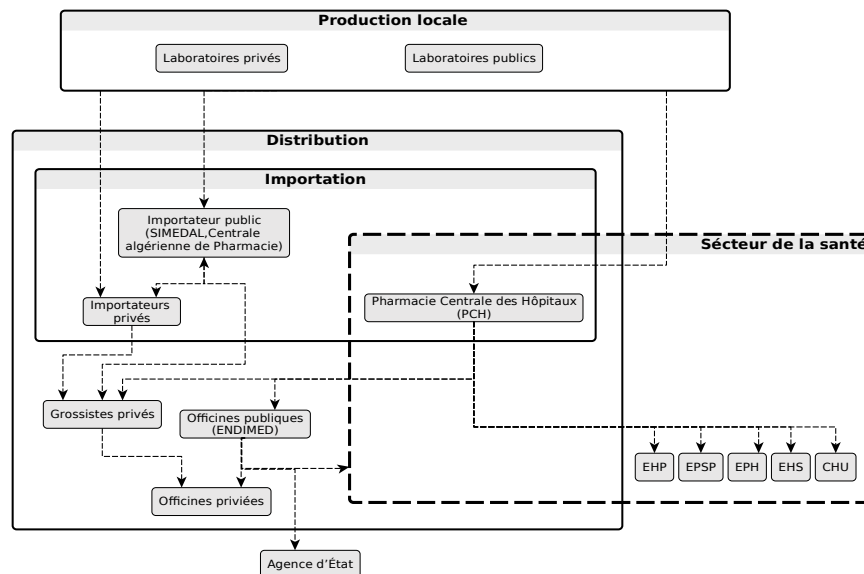 Production locale
Laboratoires privés
Laboratoires publics
Distribution
Importation
Importateur public
(SIMEDAL,Centrale
algérienne de Pharmacie)
Sécteur de la santé
Importateurs
privés
Pharmacie Centrale des Hôpitaux
(PCH)
Grossistes privés
Officines publiques
(ENDIMED)
EHP
EPSP
EPH
EHS
CHU
Officines priviées
Agence d'État